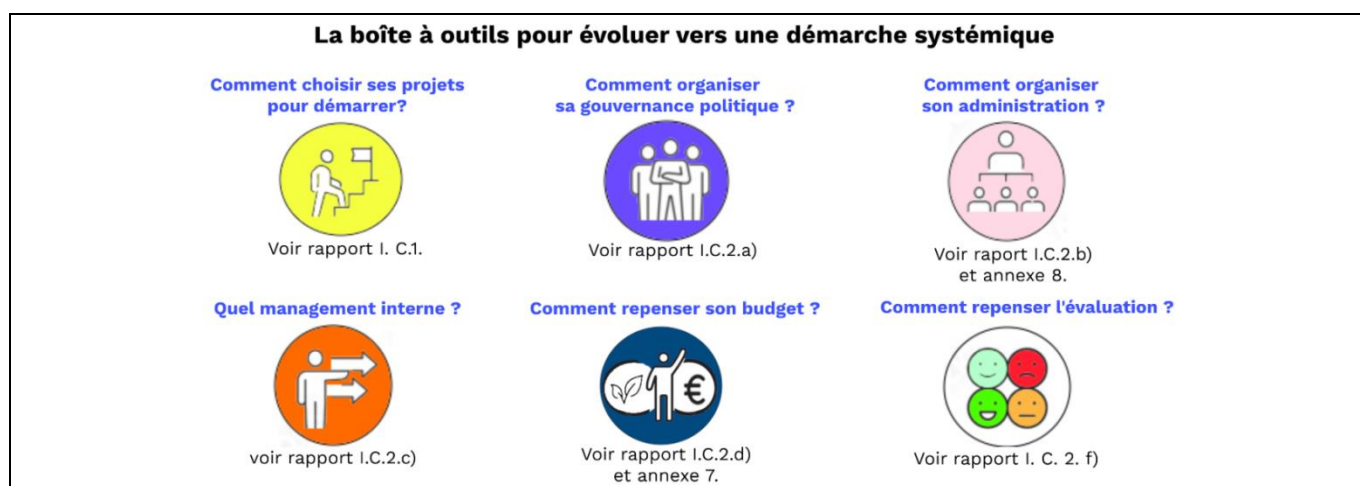 La boîte à outils pour évoluer vers une démarche systémique
Comment choisir ses projets
pour démarrer?
Voir rapport I. C.1.
Comment organiser
sa gouvernance politique ?
Voir rapport I.C.2.a)
Comment organiser
son administration ?
Voir raport I.C.2.b)
et annexe 8.
Quel management interne ?
voir rapport I.C.2.c)
Comment repenser son budget ?
€
Voir rapport I.C.2.d)
et annexe 7.
Comment repenser l'évaluation ?
Voir rapport I. C. 2. f)